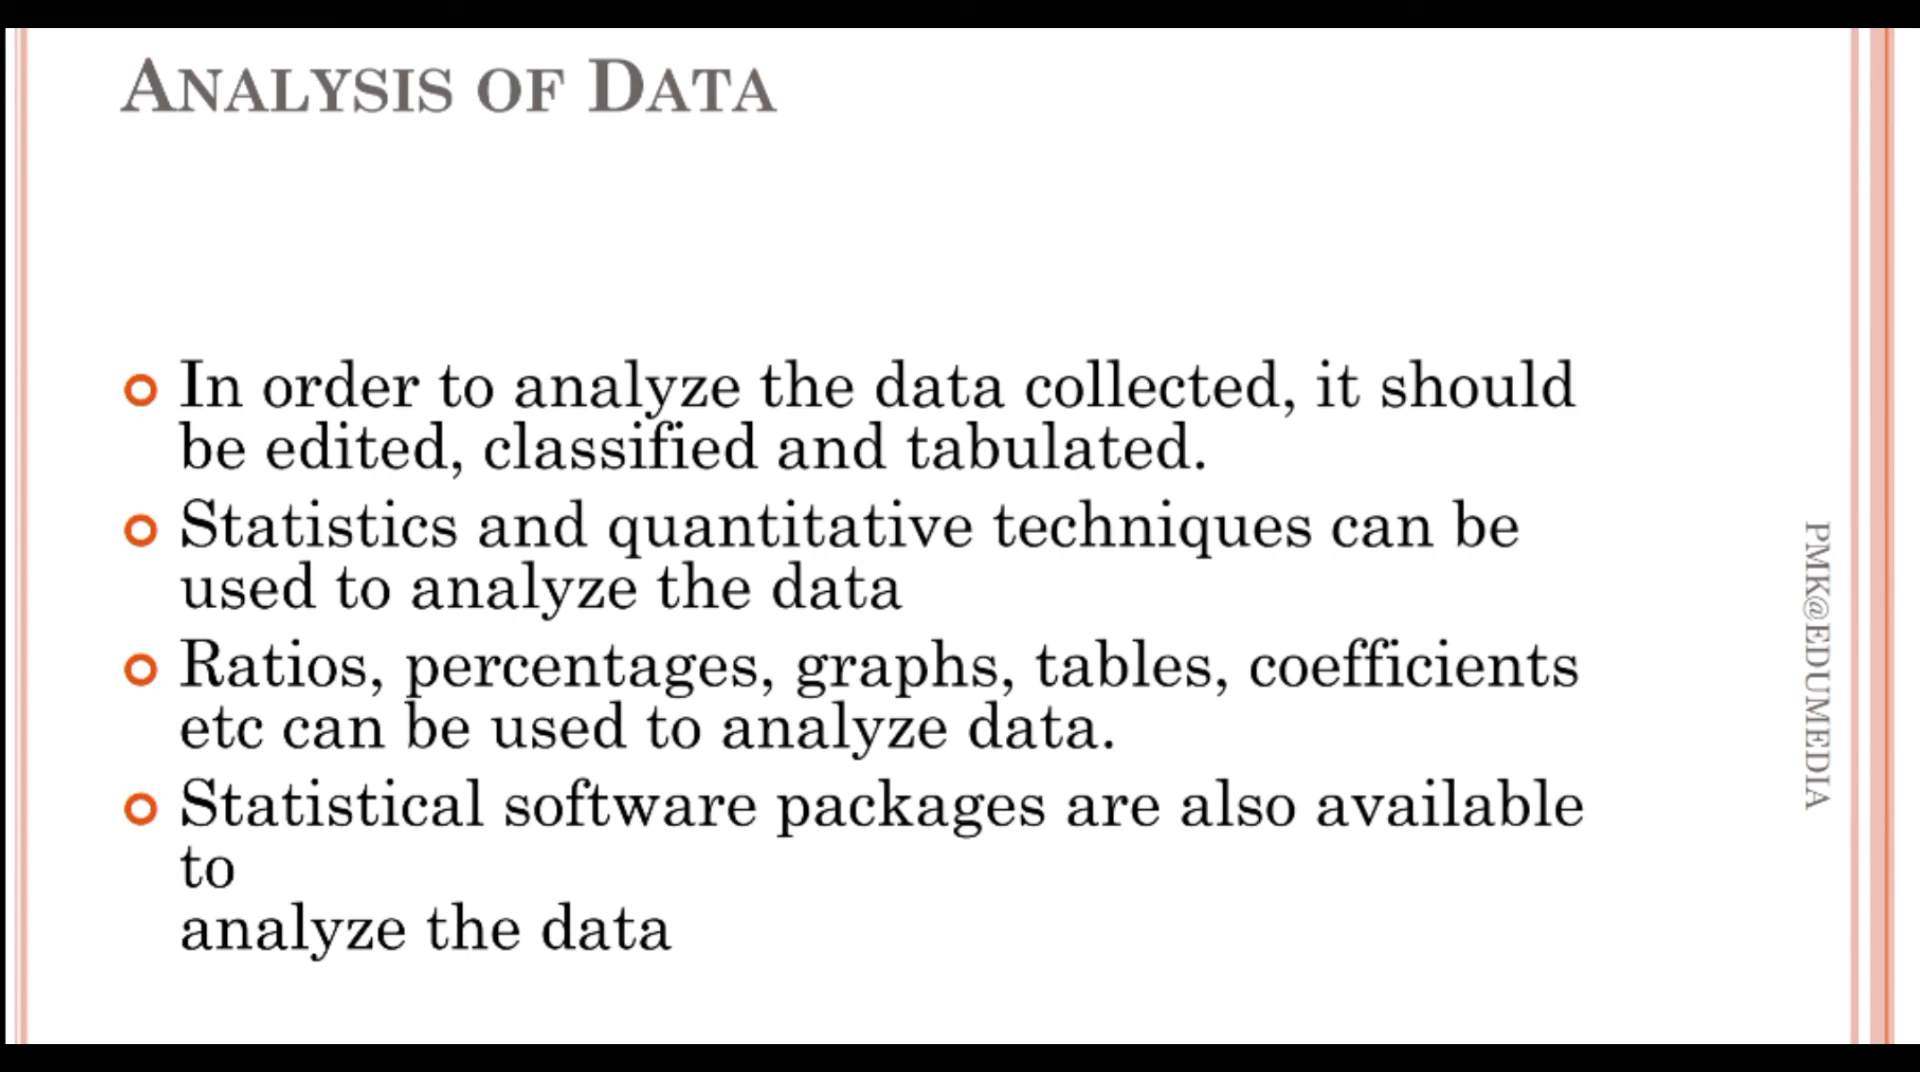 ANALYSIS OF DATA
In order to analyze the data collected, it should
be edited, classified and tabulated.
Statistics and quantitative techniques can be
used to analyze the data
Ratios, percentages, graphs, tables, coefficients
etc can be used to analyze data.
Statistical software packages are also available
to
analyze the data
PMK@EDUMEDIA